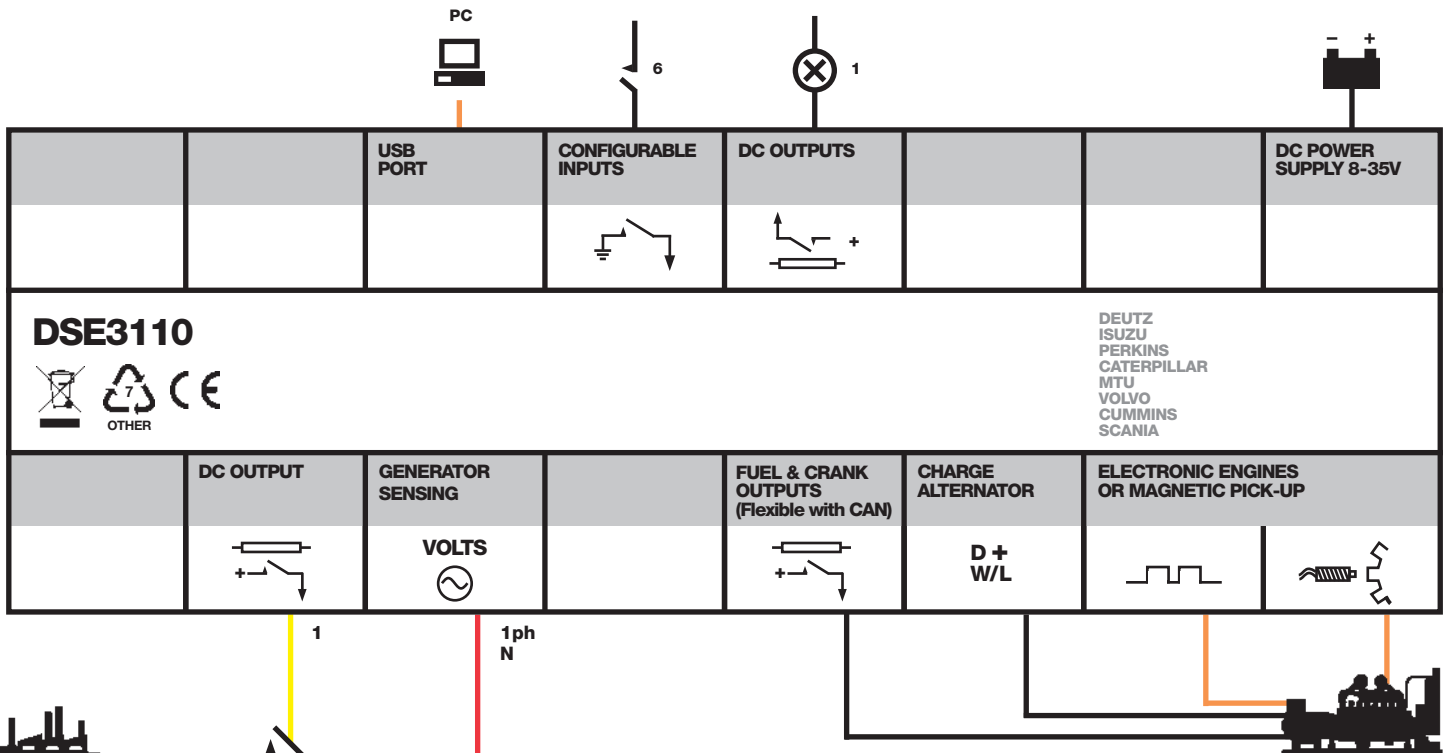 PC
6
1
– +
USB
PORT
CONFIGURABLE
INPUTS
DC OUTPUTS
DC POWER
SUPPLY 8-35V
+
DSE3110
7
OTHER
CE
DEUTZ
ISUZU
PERKINS
CATERPILLAR
MTU
VOLVO
CUMMINS
SCANIA
DC OUTPUT
GENERATOR
SENSING
FUEL & CRANK
OUTPUTS
(Flexible with CAN)
CHARGE
ALTERNATOR
ELECTRONIC ENGINES
OR MAGNETIC PICK-UP
+
VOLTS
+
D +
W/L
1
1ph
N